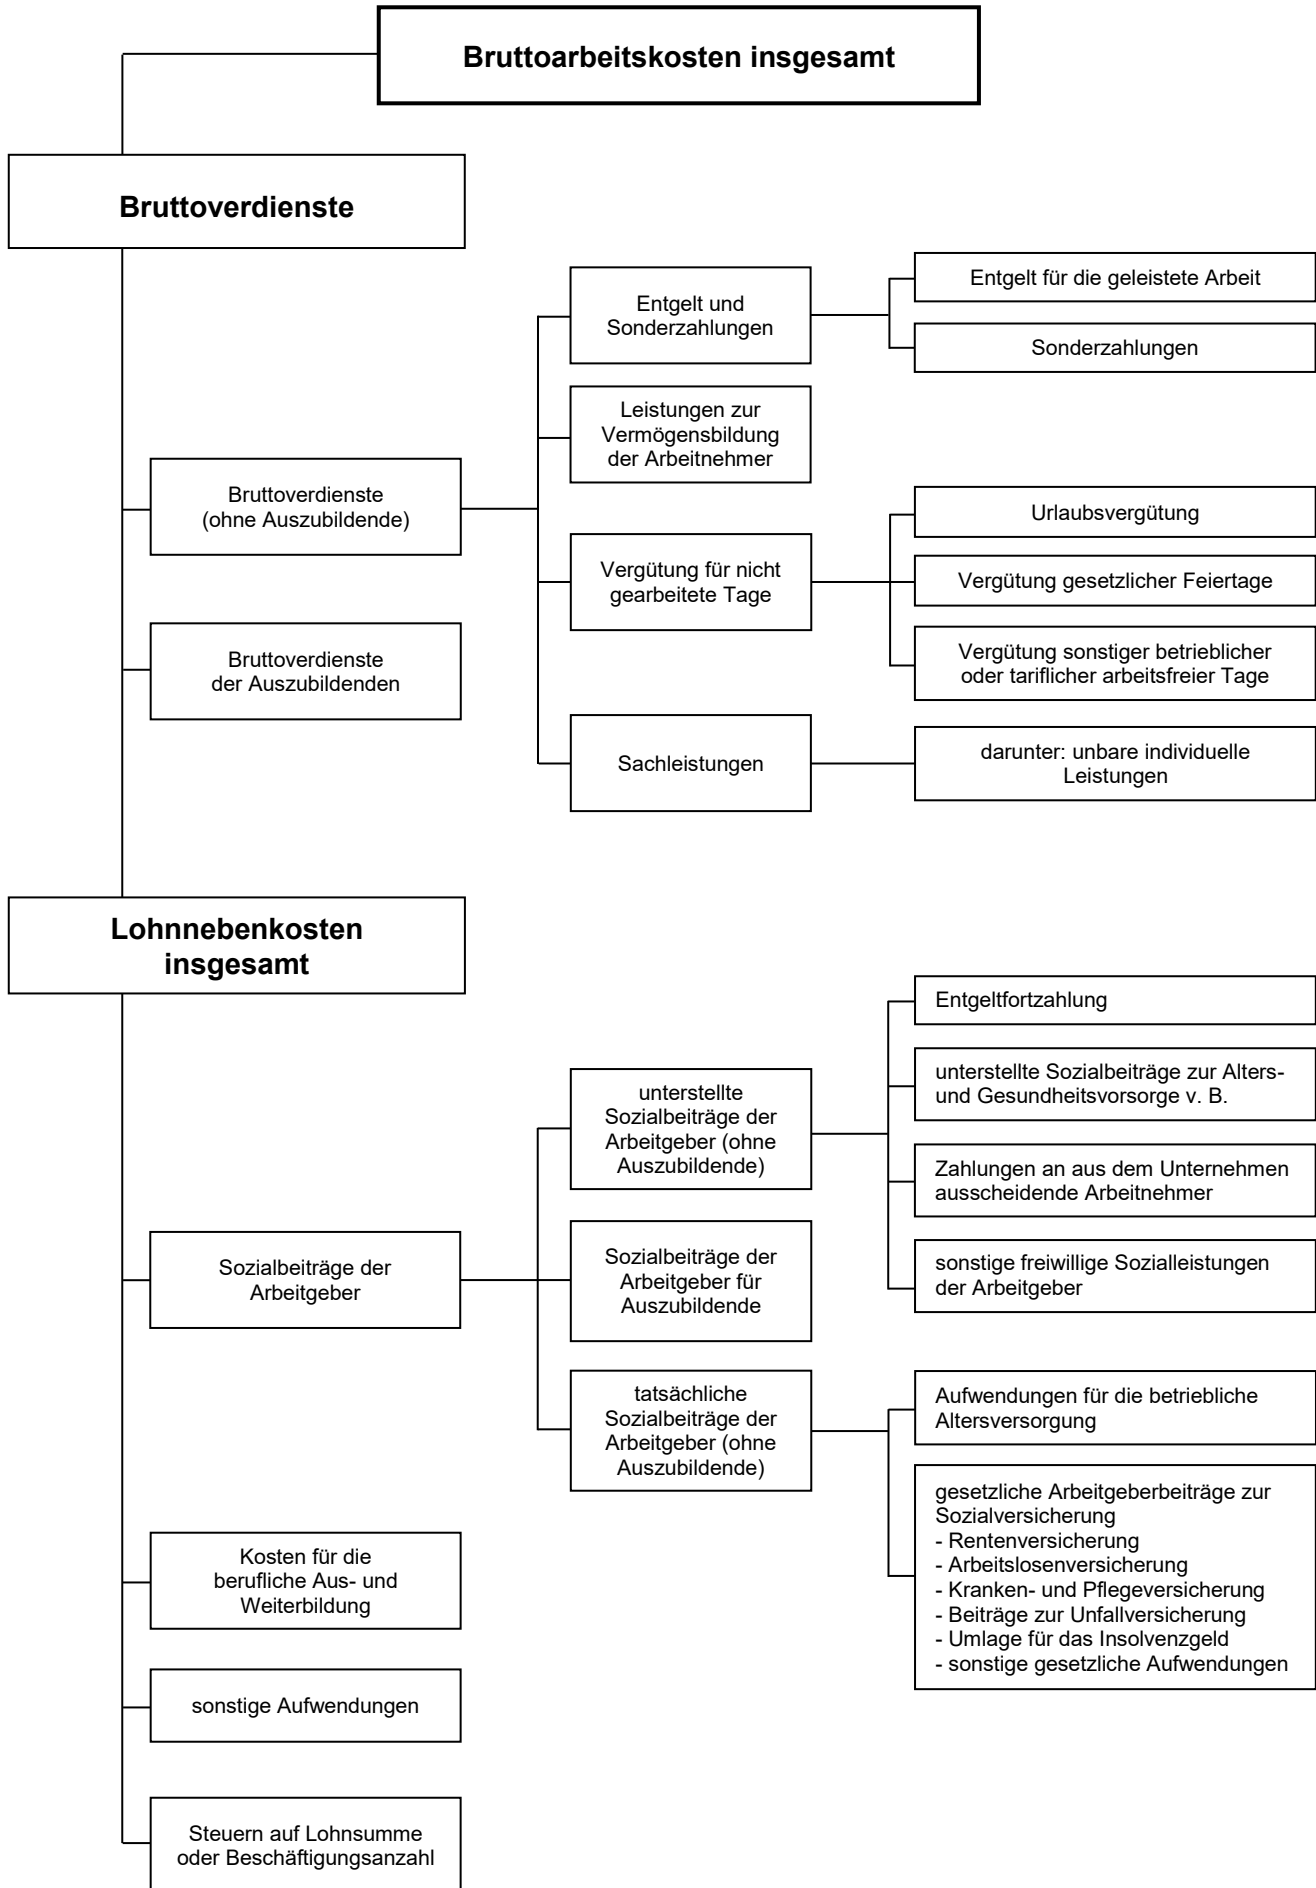 Bruttoarbeitskosten insgesamt
Bruttoverdienste
Bruttoverdienste
(ohne Auszubildende)
Entgelt und
Sonderzahlungen
Entgelt für die geleistete Arbeit
Sonderzahlungen
Leistungen zur
Vermögensbildung
der Arbeitnehmer
Vergütung für nicht
gearbeitete Tage
Urlaubsvergütung
Vergütung gesetzlicher Feiertage
Vergütung sonstiger betrieblicher
oder tariflicher arbeitsfreier Tage
Sachleistungen
darunter: unbare individuelle
Leistungen
Bruttoverdienste
der Auszubildenden
Lohnnebenkosten
insgesamt
Sozialbeiträge der
Arbeitgeber
unterstellte
Sozialbeiträge der
Arbeitgeber (ohne
Auszubildende)
Entgeltfortzahlung
unterstellte Sozialbeiträge zur Alters-
und Gesundheitsvorsorge v. B.
Zahlungen an aus dem Unternehmen
ausscheidende Arbeitnehmer
sonstige freiwillige Sozialleistungen
der Arbeitgeber
Sozialbeiträge der
Arbeitgeber für
Auszubildende
tatsächliche
Sozialbeiträge der
Arbeitgeber (ohne
Auszubildende)
Aufwendungen für die betriebliche
Altersversorgung
gesetzliche Arbeitgeberbeiträge zur
Sozialversicherung
- Rentenversicherung
- Arbeitslosenversicherung
- Kranken- und Pflegeversicherung
- Beiträge zur Unfallversicherung
- Umlage für das Insolvenzgeld
- sonstige gesetzliche Aufwendungen
Kosten für die
berufliche Aus- und
Weiterbildung
sonstige Aufwendungen
Steuern auf Lohnsumme
oder Beschäftigungsanzahl